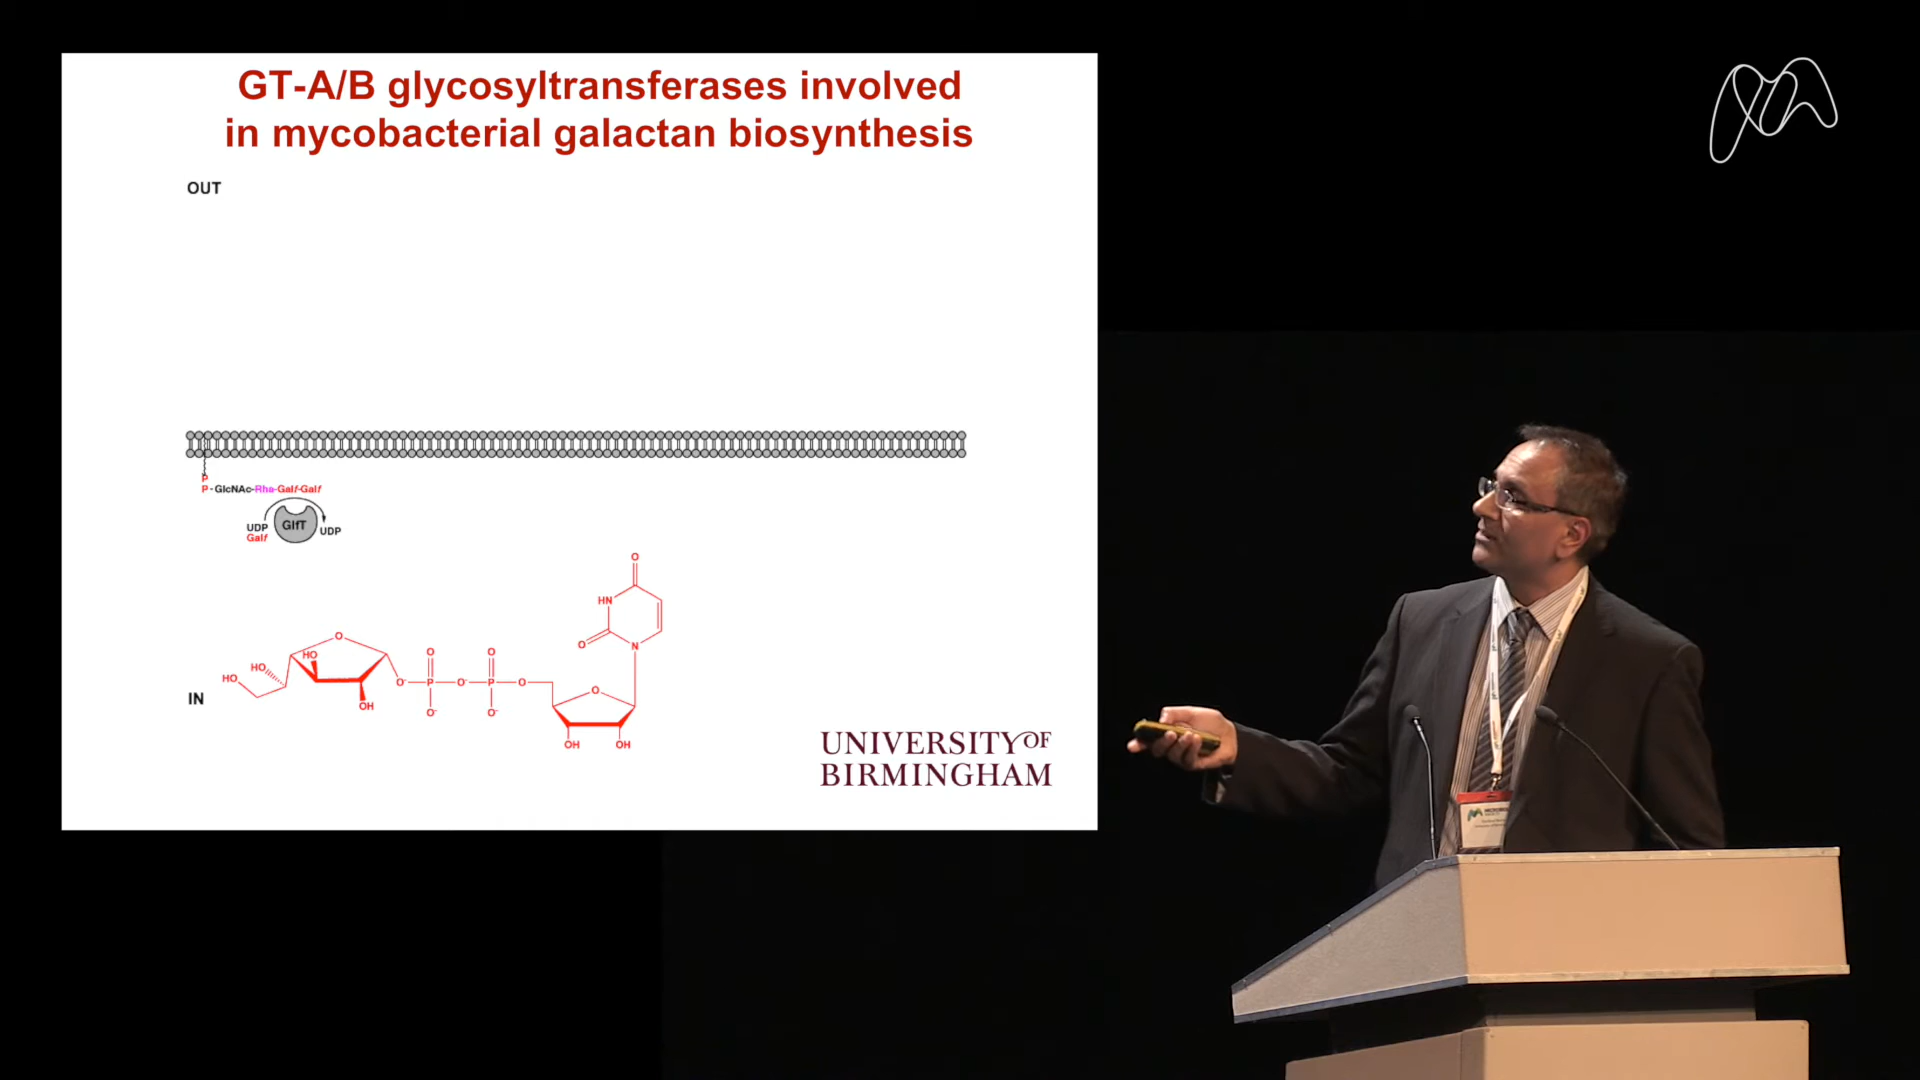 GT-A/B glycosyltransferases involved
in mycobacterial galactan biosynthesis
OUT
P
P-GlcNAc-Rha-Galf-Galf
UDP
Galf
GlfT
UDP
O
HN
O
N
O
HO
HO
HO
OH
O
O
P
O-
O-
O
P
O-
O
O
OH
OH
IN
UNIVERSITY OF
BIRMINGHAM
MICROBIOLOGY